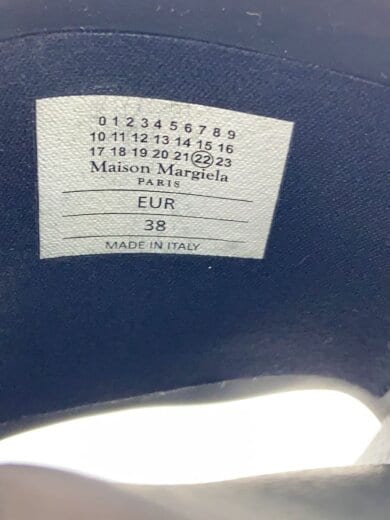 0 1 2 3 4 5 6 7 8 9
10 11 12 13 14 15 16
17 18 19 20 21 22 23
Maison Margiela
PARIS
EUR
38
MADE IN ITALY